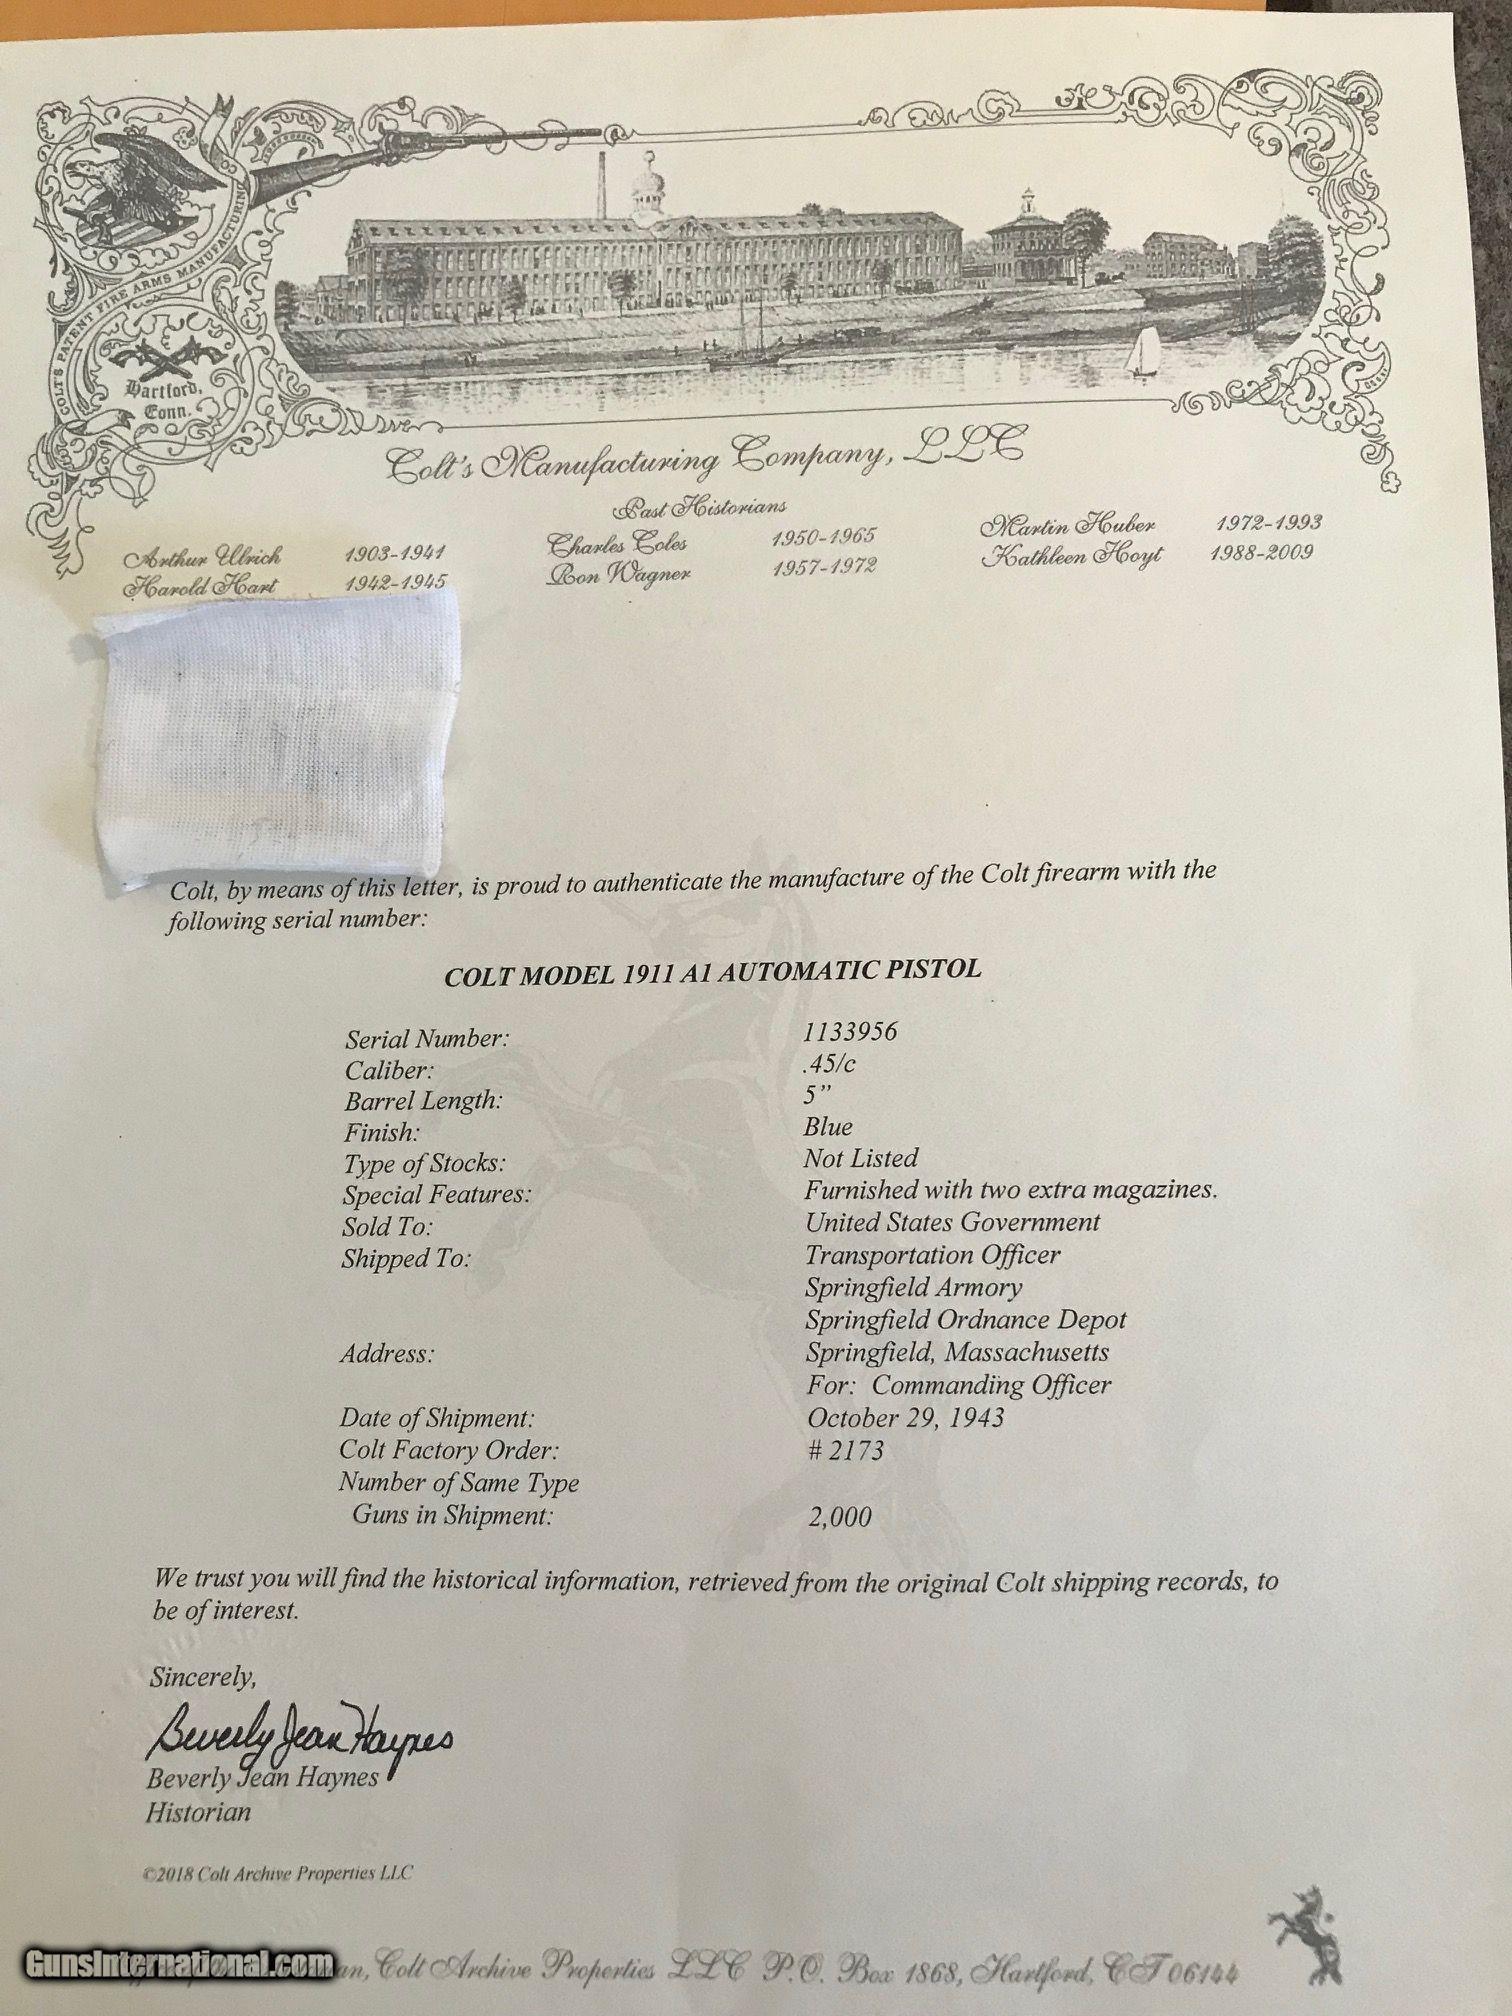 COLT'S PATENT FIRE ARMS MANUFACTURING CO
Hartford,
Conn.
Colt's Manufacturing Company, LLC
Past Historians
Arthur Ulrich 1903-1941
Harold Hart 1942-1945
Charles Coles 1950-1965
Ron Wagner 1957-1972
Martin Huber 1972-1993
Kathleen Hoyt 1988-2009
Colt, by means of this letter, is proud to authenticate the manufacture of the Colt firearm with the
following serial number:
COLT MODEL 1911 A1 AUTOMATIC PISTOL
Serial Number: 1133956
Caliber: .45/c
Barrel Length: 5”
Finish: Blue
Type of Stocks: Not Listed
Special Features: Furnished with two extra magazines.
Sold To: United States Government
Shipped To: Transportation Officer
Springfield Armory
Springfield Ordnance Depot
Address: Springfield, Massachusetts
For: Commanding Officer
Date of Shipment: October 29, 1943
Colt Factory Order: # 2173
Number of Same Type
Guns in Shipment: 2,000
We trust you will find the historical information, retrieved from the original Colt shipping records, to
be of interest.
Sincerely,
Beverly Jean Haynes
Beverly Jean Haynes
Historian
©2018 Colt Archive Properties LLC
GunsInternational.com
Colt Archive Properties LLC P.O. Box 1868, Hartford, CT 06144